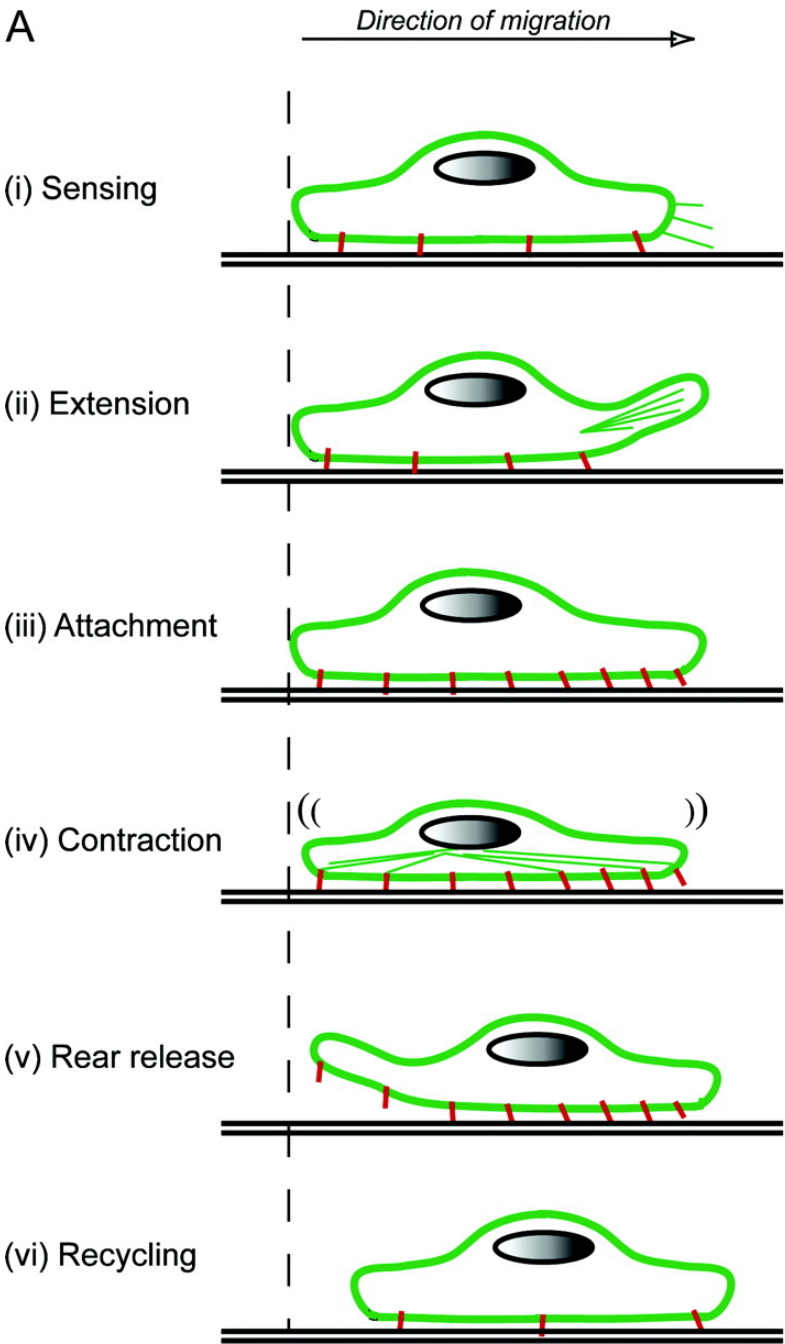 A
Direction of migration
(i) Sensing
(ii) Extension
(iii) Attachment
(iv) Contraction
(v) Rear release
(vi) Recycling